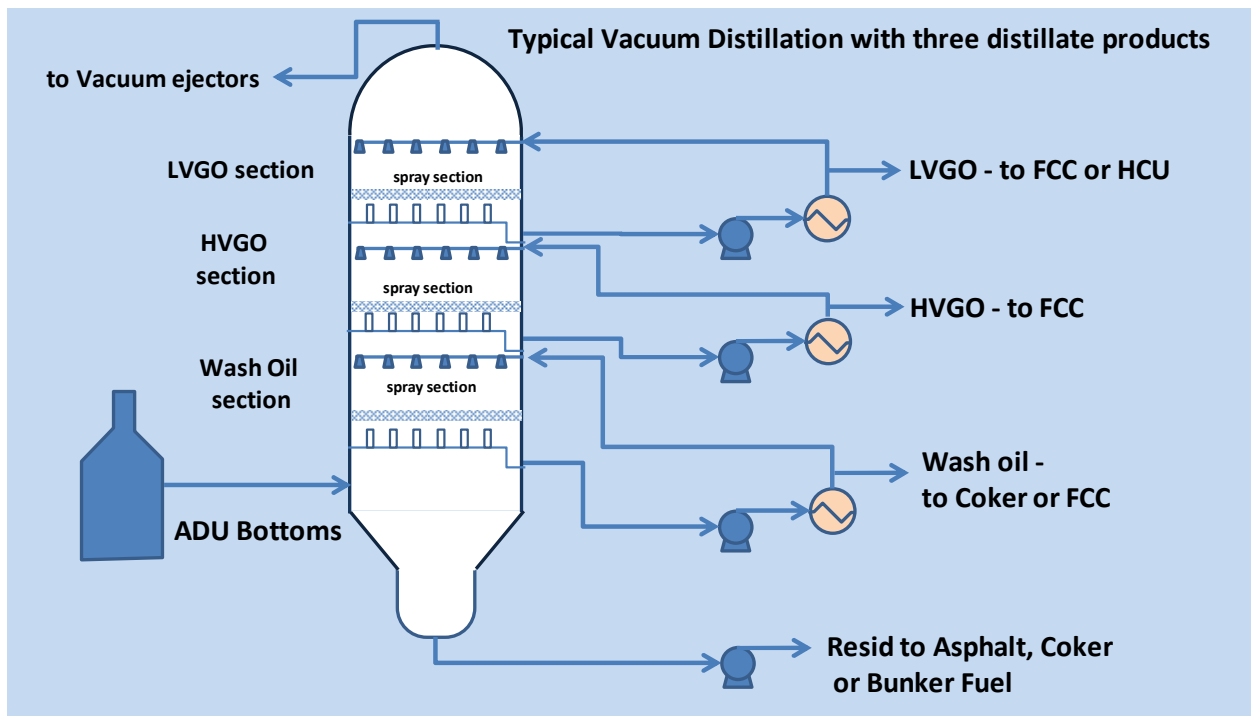 Typical Vacuum Distillation with three distillate products
to Vacuum ejectors
LVGO section
spray section
LVGO - to FCC or HCU
HVGO
section
spray section
HVGO - to FCC
Wash Oil
section
spray section
Wash oil -
to Coker or FCC
ADU Bottoms
Resid to Asphalt, Coker
or Bunker Fuel